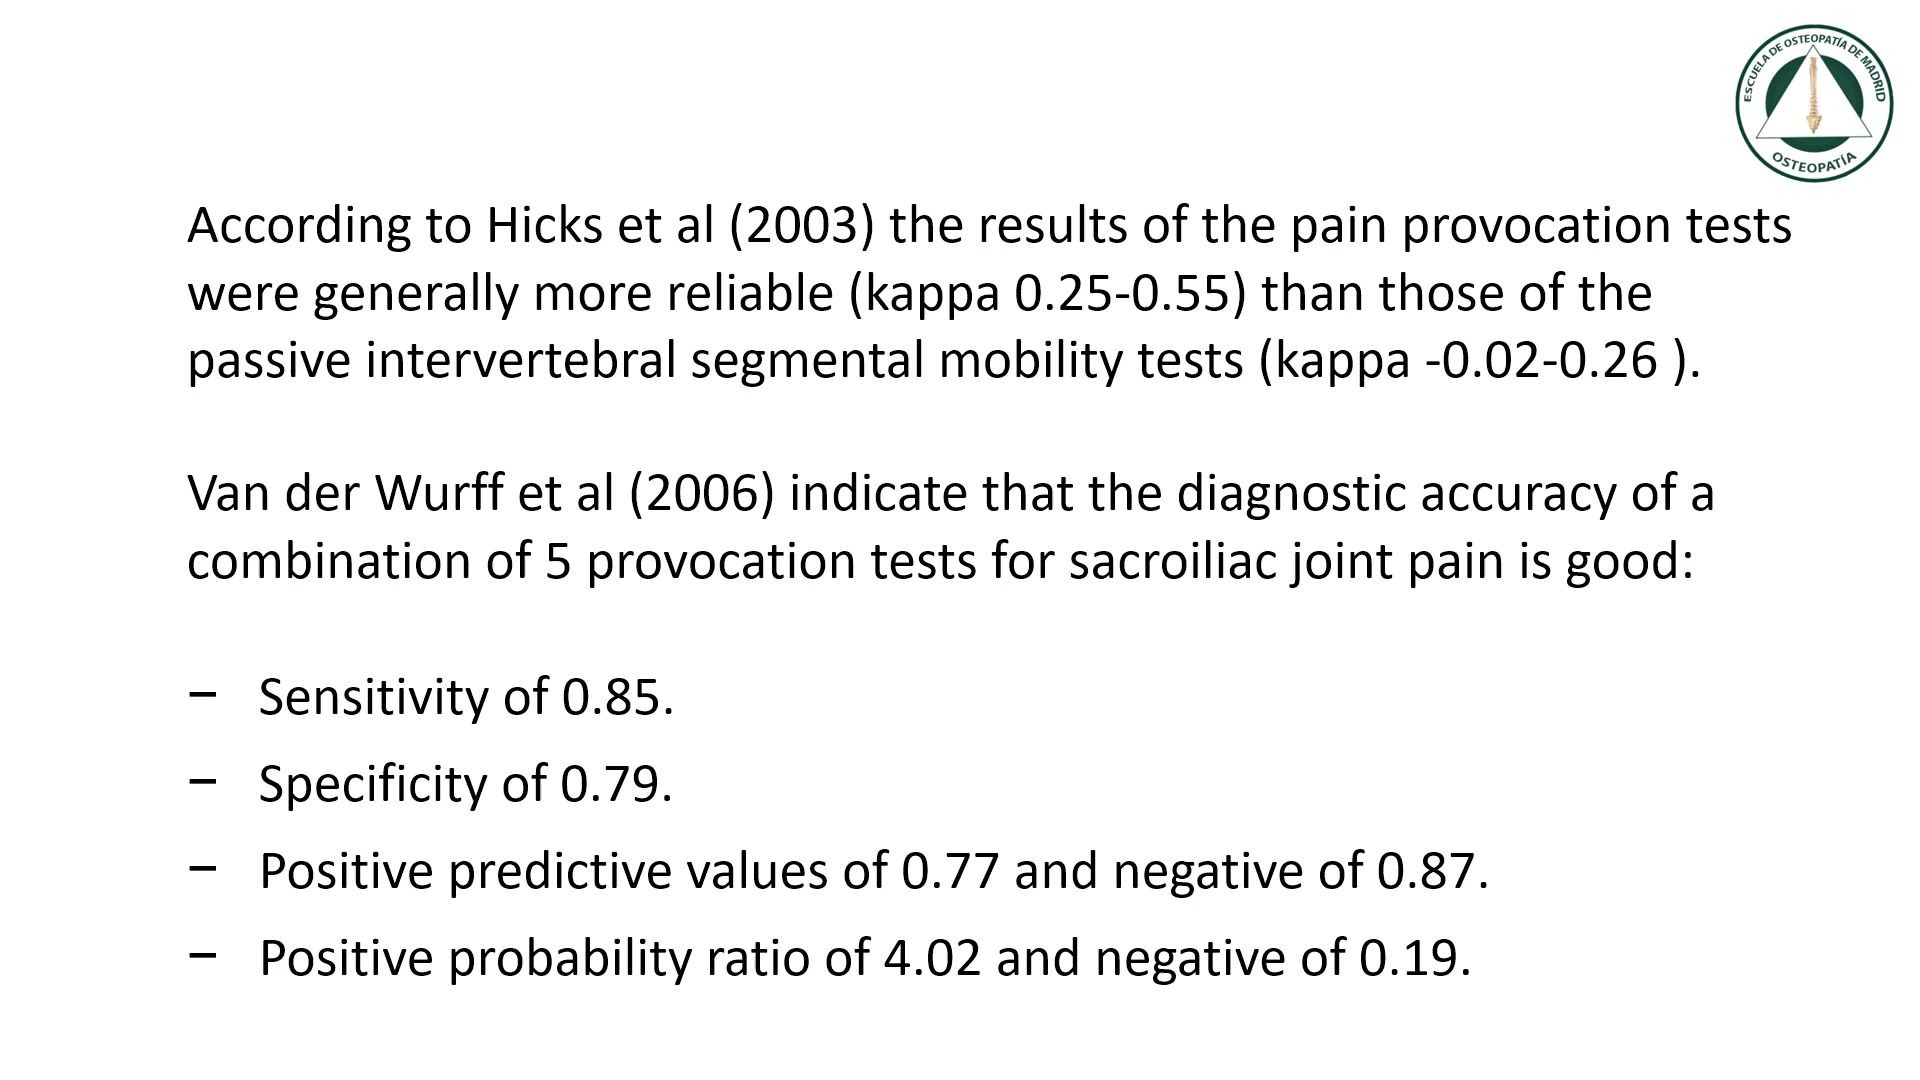 ESCUELA DE OSTEOPATÍA DE MADRID
OSTEOPATÍA
According to Hicks et al (2003) the results of the pain provocation tests
were generally more reliable (kappa 0.25-0.55) than those of the
passive intervertebral segmental mobility tests (kappa -0.02-0.26 ).
Van der Wurff et al (2006) indicate that the diagnostic accuracy of a
combination of 5 provocation tests for sacroiliac joint pain is good:
− Sensitivity of 0.85.
− Specificity of 0.79.
− Positive predictive values of 0.77 and negative of 0.87.
− Positive probability ratio of 4.02 and negative of 0.19.